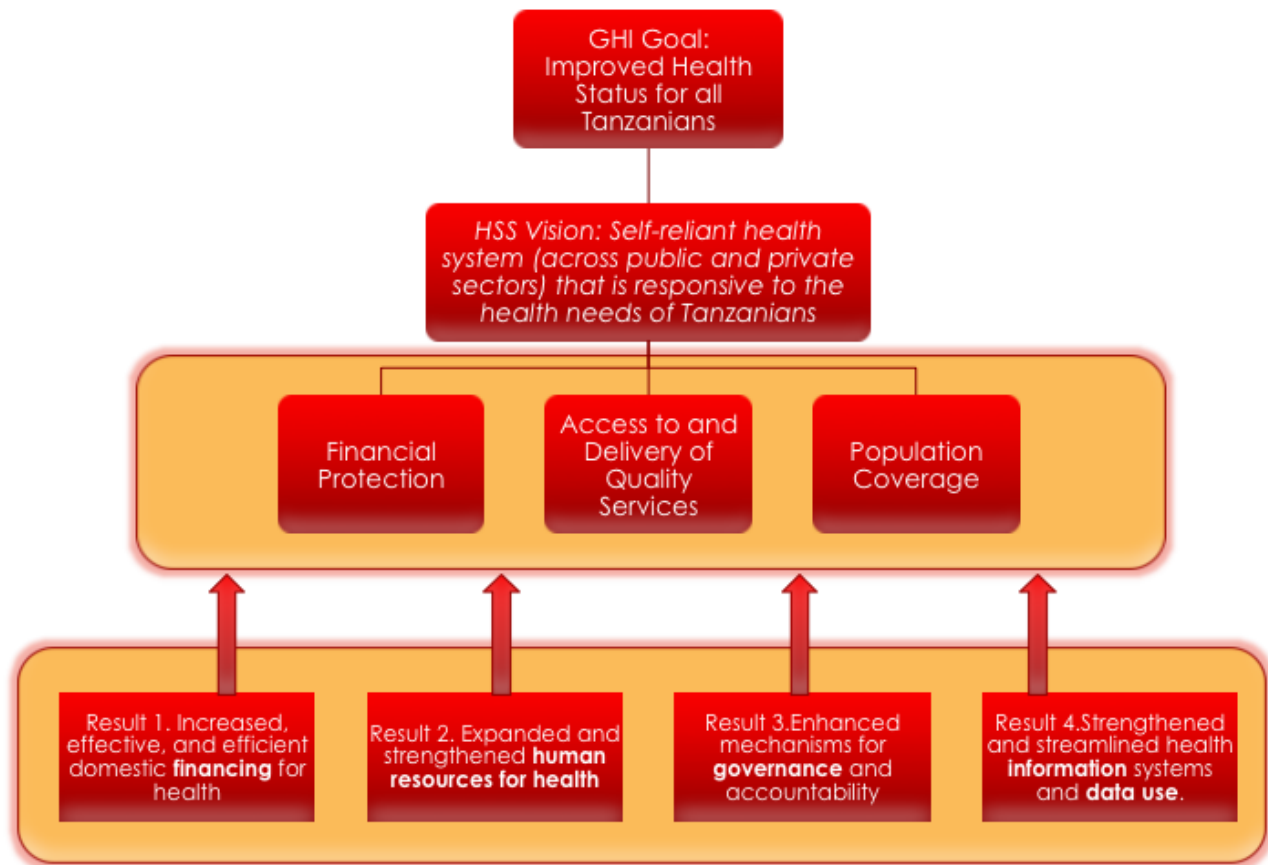 GHI Goal:
Improved Health
Status for all
Tanzanians
HSS Vision: Self-reliant health
system (across public and private
sectors) that is responsive to the
health needs of Tanzanians
Financial
Protection
Access to and
Delivery of
Quality
Services
Population
Coverage
Result 1. Increased,
effective, and efficient
domestic financing for
health
Result 2. Expanded and
strengthened human
resources for health
Result 3.Enhanced
mechanisms for
governance and
accountability
Result 4.Strengthened
and streamlined health
information systems
and data use.